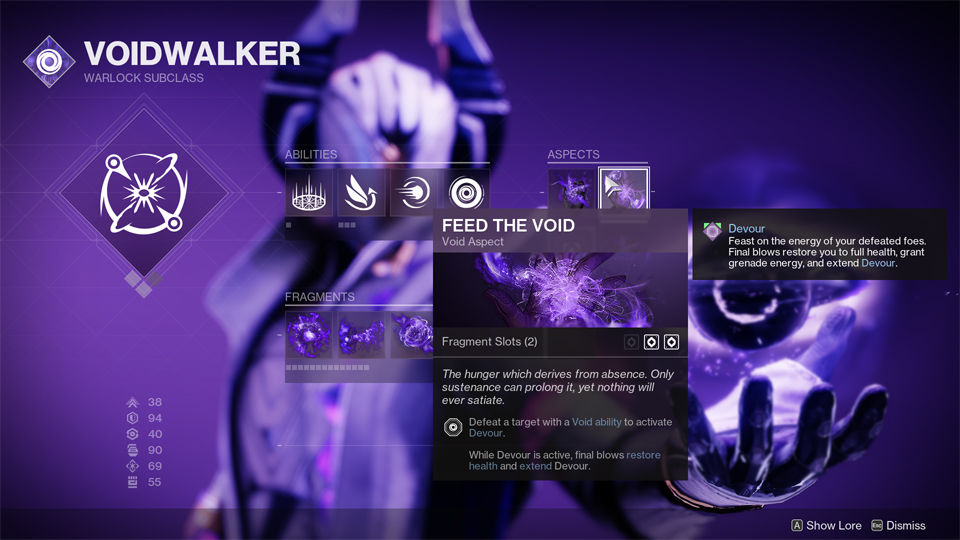 VOIDWALKER
WARLOCK SUBCLASS
ABILITIES
ASPECTS
FEED THE VOID
Void Aspect
Devour
Feast on the energy of your defeated foes.
Final blows restore you to full health, grant
grenade energy, and extend Devour.
FRAGMENTS
Fragment Slots (2)
The hunger which derives from absence. Only
sustenance can prolong it, yet nothing will
ever satiate.
Defeat a target with a Void ability to activate
Devour.
While Devour is active, final blows restore
health and extend Devour.
38
94
40
90
69
55
A Show Lore Esc Dismiss